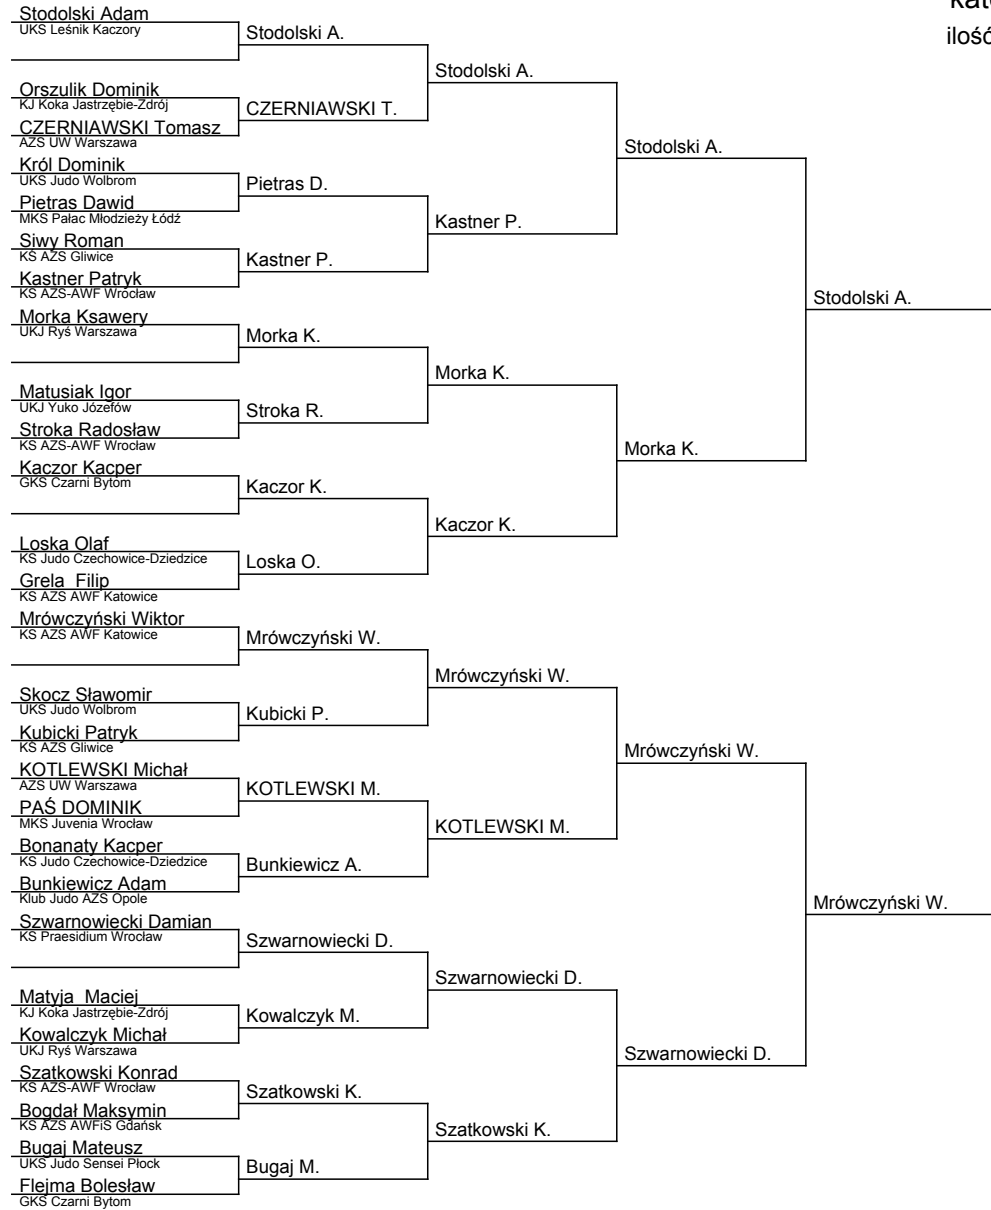 kat
ilość
Stodolski Adam
UKS Leśnik Kaczory
Orszulik Dominik
KJ Koka Jastrzębie-Zdrój
CZERNIAWSKI Tomasz
AZS UW Warszawa
Król Dominik
UKS Judo Wolbrom
Pietras Dawid
MKS Pałac Młodzieży Łódź
Siwy Roman
KS AZS Gliwice
Kastner Patryk
KS AZS-AWF Wrocław
Morka Ksawery
UKJ Ryś Warszawa
Matusiak Igor
UKJ Yuko Józefów
Stroka Radosław
KS AZS-AWF Wrocław
Kaczor Kacper
GKS Czarni Bytom
Loska Olaf
KS Judo Czechowice-Dziedzice
Grela  Filip
KS AZS AWF Katowice
Mrówczyński Wiktor
KS AZS AWF Katowice
Skocz Sławomir
UKS Judo Wolbrom
Kubicki Patryk
KS AZS Gliwice
KOTLEWSKI Michał
AZS UW Warszawa
PAŚ DOMINIK
MKS Juvenia Wrocław
Bonanaty Kacper
KS Judo Czechowice-Dziedzice
Bunkiewicz Adam
Klub Judo AZS Opole
Szwarnowiecki Damian
KS Praesidium Wrocław
Matyja  Maciej
KJ Koka Jastrzębie-Zdrój
Kowalczyk Michał
UKJ Ryś Warszawa
Szatkowski Konrad
KS AZS-AWF Wrocław
Bogdał Maksymin
KS AZS AWFiS Gdańsk
Bugaj Mateusz
UKS Judo Sensei Płock
Flejma Bolesław
GKS Czarni Bytom
Stodolski A.
CZERNIAWSKI T.
Pietras D.
Kastner P.
Morka K.
Stroka R.
Kaczor K.
Loska O.
Mrówczyński W.
Kubicki P.
KOTLEWSKI M.
Bunkiewicz A.
Szwarnowiecki D.
Kowalczyk M.
Szatkowski K.
Bugaj M.
Stodolski A.
Kastner P.
Morka K.
Kaczor K.
Mrówczyński W.
KOTLEWSKI M.
Szwarnowiecki D.
Szatkowski K.
Stodolski A.
Morka K.
Mrówczyński W.
Szwarnowiecki D.
Stodolski A.
Mrówczyński W.